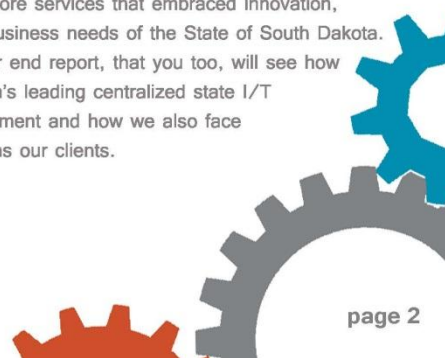 ore services that embraced innovation,
usiness needs of the State of South Dakota.
r end report, that you too, will see how
's leading centralized state I/T
ment and how we also face
as our clients.
page 2